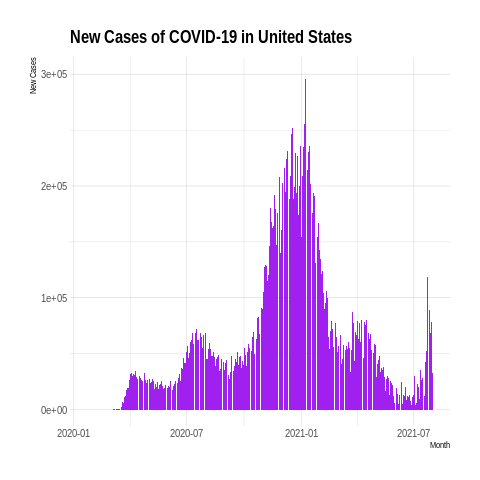 New Cases of COVID-19 in United States
New Cases
3e+05
2e+05
1e+05
0e+00
2020-01
2020-07
2021-01
2021-07
Month